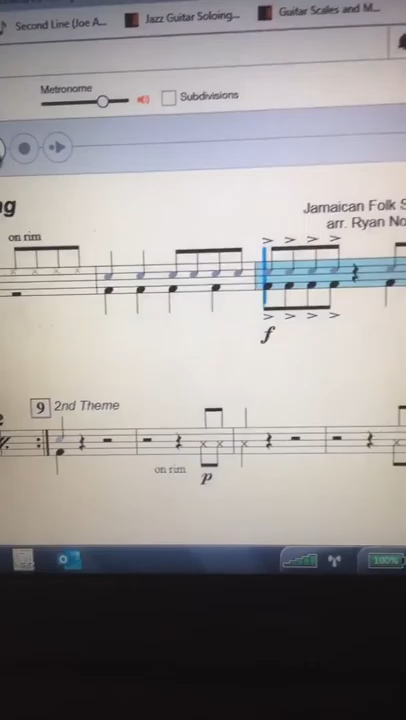 Second Line (Joe A...
Jazz Guitar Soloing...
Guitar Scales and M...
Metronome
Subdivisions
Jamaican Folk S
arr. Ryan No
on rim
f
9 2nd Theme
on rim
p
100%